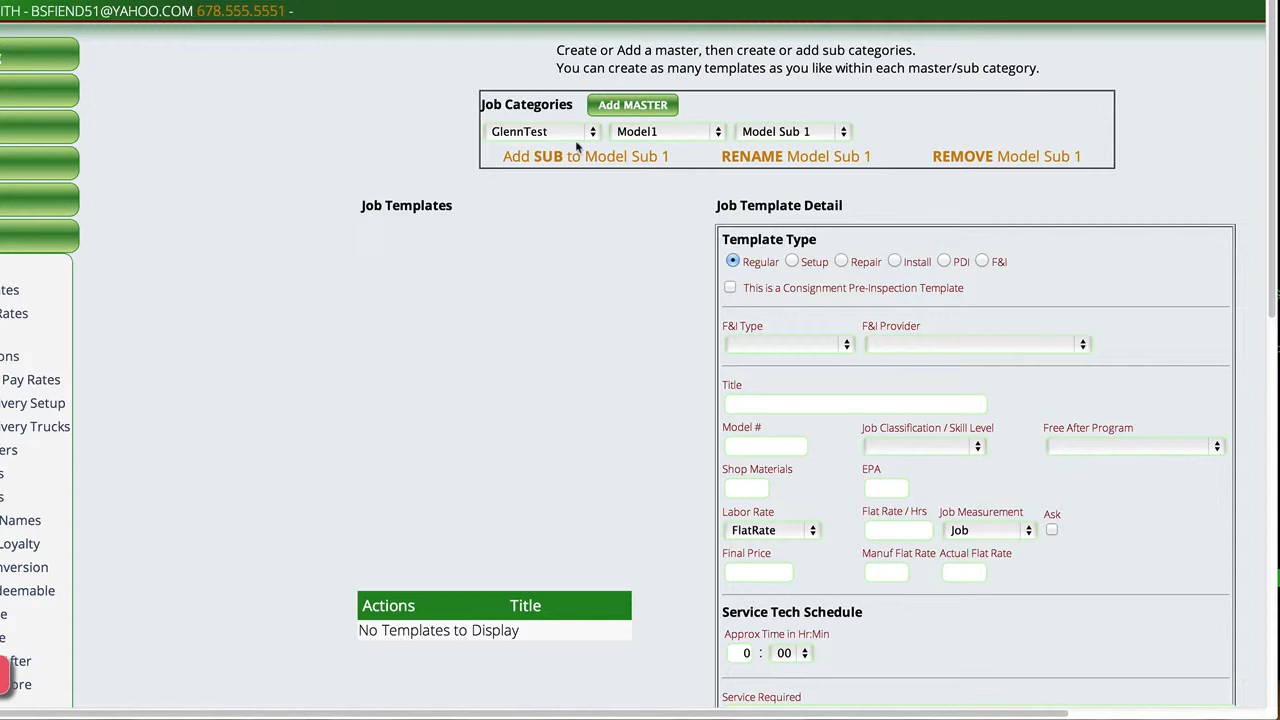 ITH - BSFIEND51@YAHOO.COM 678.555.5551 -
Create or Add a master, then create or add sub categories.
You can create as many templates as you like within each master/sub category.
Job Categories Add MASTER
GlennTest Model1 Model Sub 1
Add SUB to Model Sub 1 RENAME Model Sub 1 REMOVE Model Sub 1
Job Templates
Job Template Detail
Template Type
Regular Setup Repair Install PDI F&I
This is a Consignment Pre-Inspection Template
F&I Type F&I Provider
Title
Model # Job Classification / Skill Level Free After Program
Shop Materials EPA
Labor Rate Flat Rate / Hrs Job Measurement Ask
FlatRate Job
Final Price Manuf Flat Rate Actual Flat Rate
Actions Title
No Templates to Display
Service Tech Schedule
Approx Time in Hr:Min
0 : 00
Service Required
tes
Rates
ons
Pay Rates
ivery Setup
ivery Trucks
ers
s
s
Names
Loyalty
nversion
deemable
e
e
fter
ore